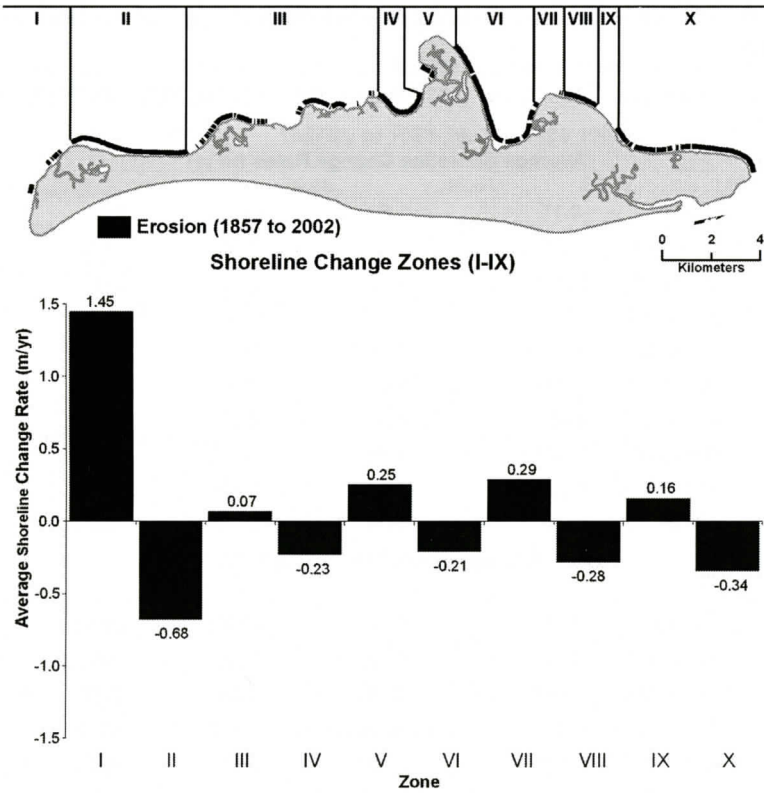 I II III IV V VI VII VIII IX X
Erosion (1857 to 2002)
0 2 4
Kilometers
Shoreline Change Zones (I-IX)
Average Shoreline Change Rate (m/yr)
1.5
1.0
0.5
0.0
-0.5
-1.0
-1.5
1.45
-0.68
0.07
-0.23
0.25
-0.21
0.29
-0.28
0.16
-0.34
I II III IV V VI VII VIII IX X
Zone